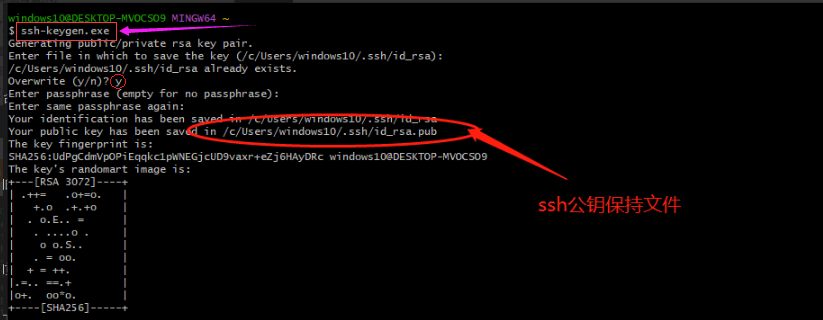 windows10@DESKTOP-MVOCSO9 MINGW64 ~
$ ssh-keygen.exe
Generating public/private rsa key pair.
Enter file in which to save the key (/c/Users/windows10/.ssh/id_rsa):
/c/Users/windows10/.ssh/id_rsa already exists.
Overwrite (y/n)? y
Enter passphrase (empty for no passphrase):
Enter same passphrase again:
Your identification has been saved in /c/Users/windows10/.ssh/id_rsa
Your public key has been saved in /c/Users/windows10/.ssh/id_rsa.pub
The key fingerprint is:
SHA256:UdPgCdmVpOPiEqqkc1pWNEGjcUD9vaxr+eZj6HAyDRc windows10@DESKTOP-MVOCSO9
The key's randomart image is:
+---[RSA 3072]----+
| .++=   .o+=o.   |
|   +.o  .+.+o    |
|  . o.E.. =      |
|   . ....o .     |
|    o o.S..      |
|   . = oo.       |
|  + = ++.        |
|.=.. ==.+        |
|o+.  oo*o.       |
+----[SHA256]-----+
ssh公钥保持文件